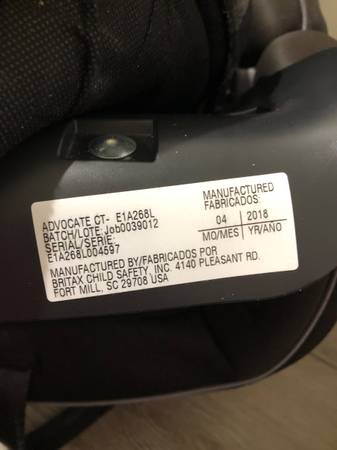 ADVOCATE CT- E1A268L
BATCH/LOTE: Job0039012
SERIAL/SERIE:
E1A268L004597
MANUFACTURED
FABRICADOS:
04 2018
MO/MES YR/ANO
MANUFACTURED BY/FABRICADOS POR
BRITAX CHILD SAFETY, INC. 4140 PLEASANT RD.
FORT MILL, SC 29708 USA